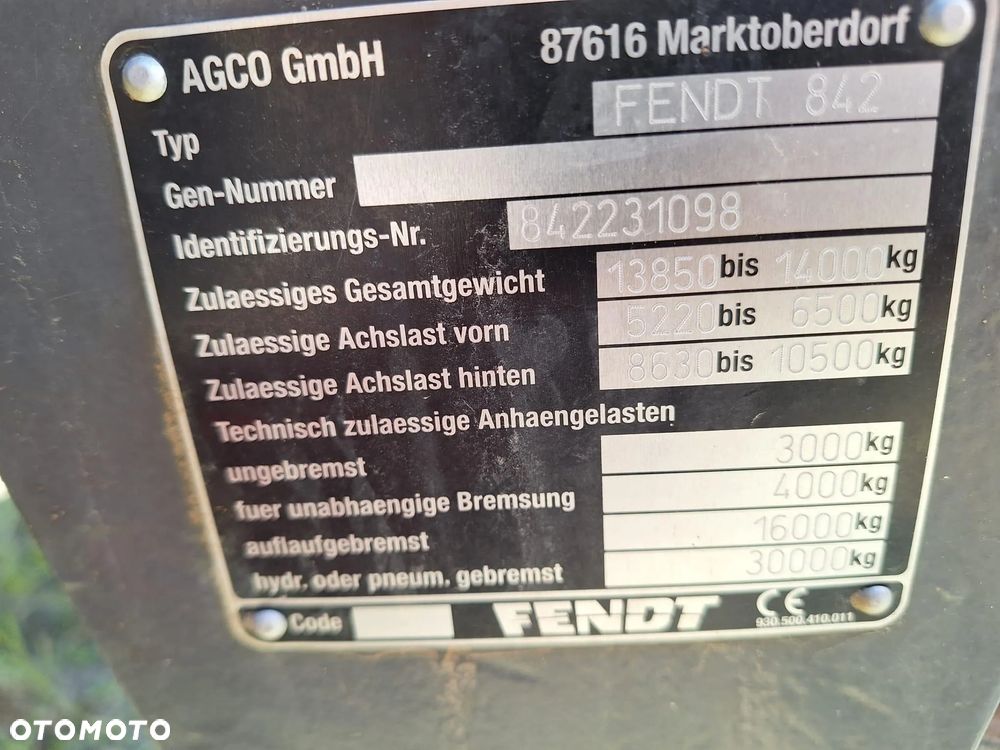 AGCO GmbH 87616 Marktoberdorf
Typ FENDT 842
Gen-Nummer
Identifizierungs-Nr. 842231098
Zulaessiges Gesamtgewicht 13850 bis 14000 kg
Zulaessige Achslast vorn 5220 bis 6500 kg
Zulaessige Achslast hinten 8630 bis 10500 kg
Technisch zulaessige Anhaengelasten
ungebremst 3000 kg
fuer unabhaengige Bremsung 4000 kg
auflaufgebremst 16000 kg
hydr. oder pneum. gebremst 30000 kg
Code FENDT CE
930.500.410.011
OTOMOTO